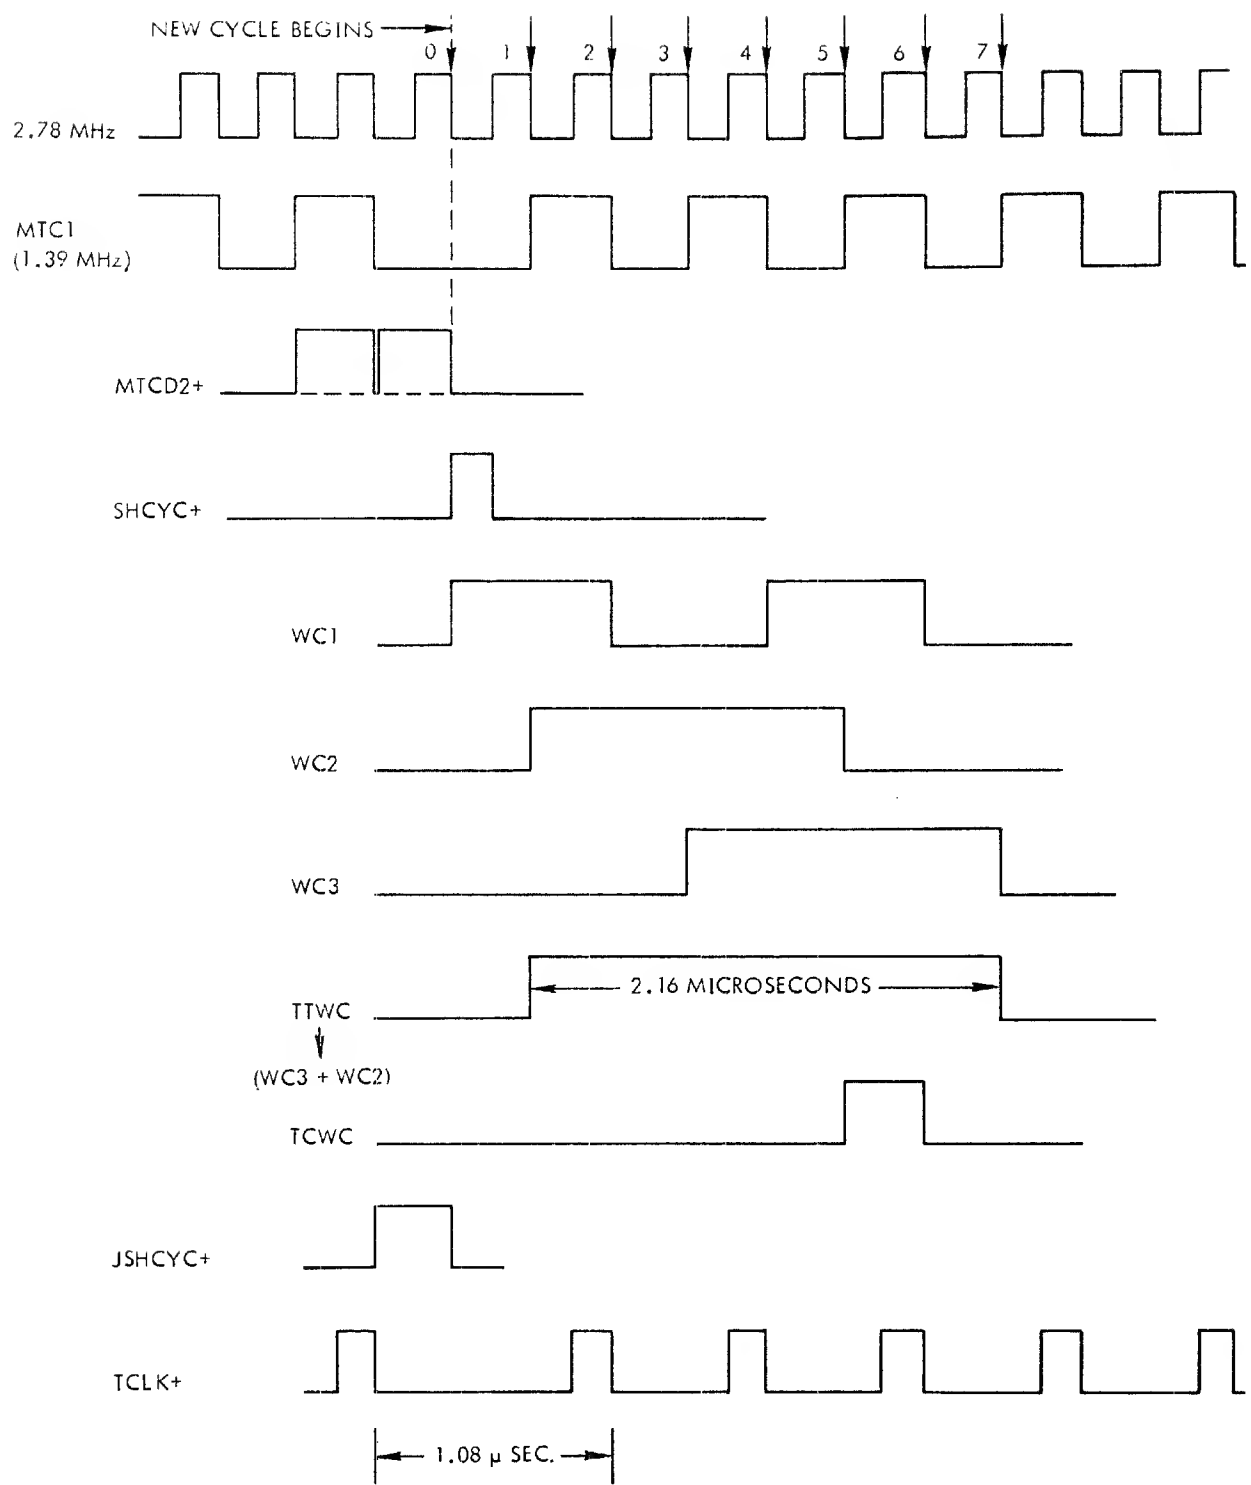 NEW CYCLE BEGINS
0 1 2 3 4 5 6 7
2.78 MHz
MTC1
(1.39 MHz)
MTCD2+
SHCYC+
WC1
WC2
WC3
2.16 MICROSECONDS
TTWC
(WC3 + WC2)
TCWC
JSHCYC+
TCLK+
1.08 μ SEC.